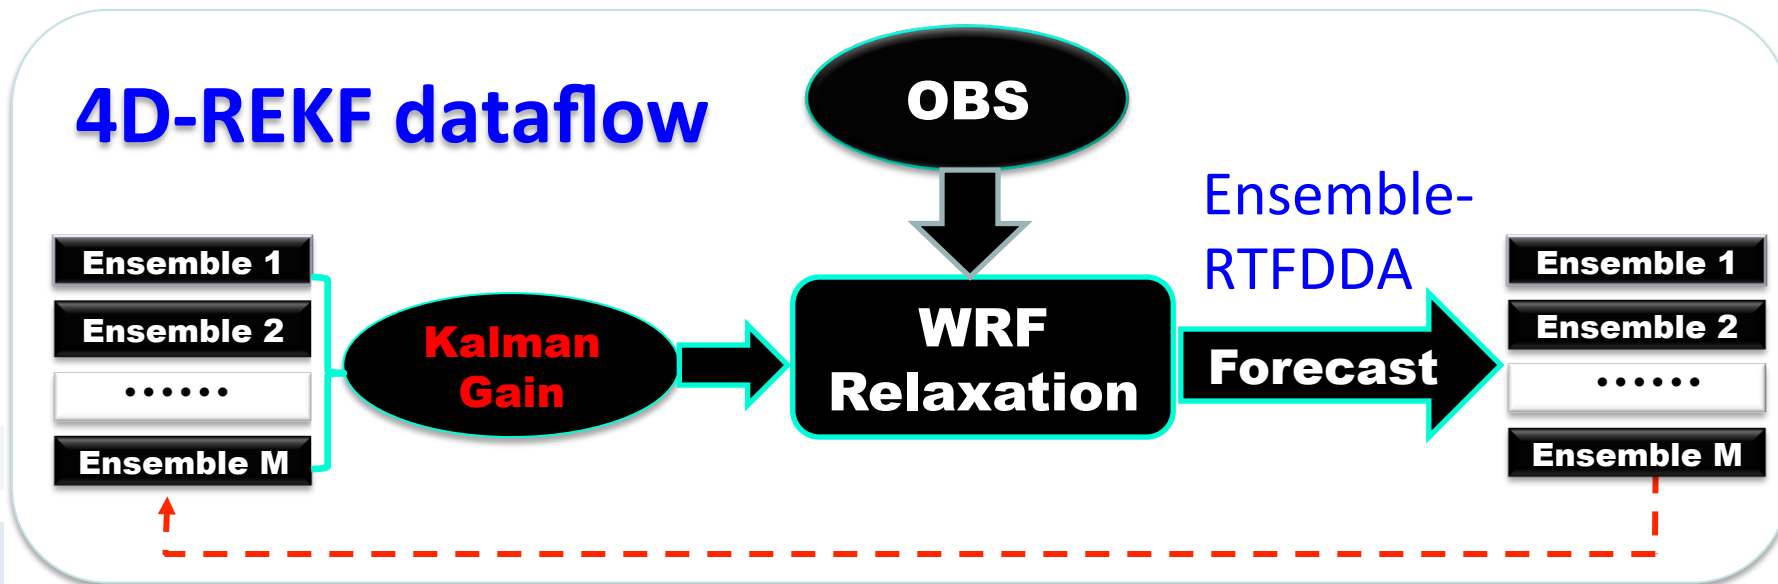 4D-REKF dataflow
OBS
Ensemble-
RTFDDA
Ensemble 1
Ensemble 2
••••••
Ensemble M
Kalman
Gain
WRF
Relaxation
Forecast
Ensemble 1
Ensemble 2
••••••
Ensemble M